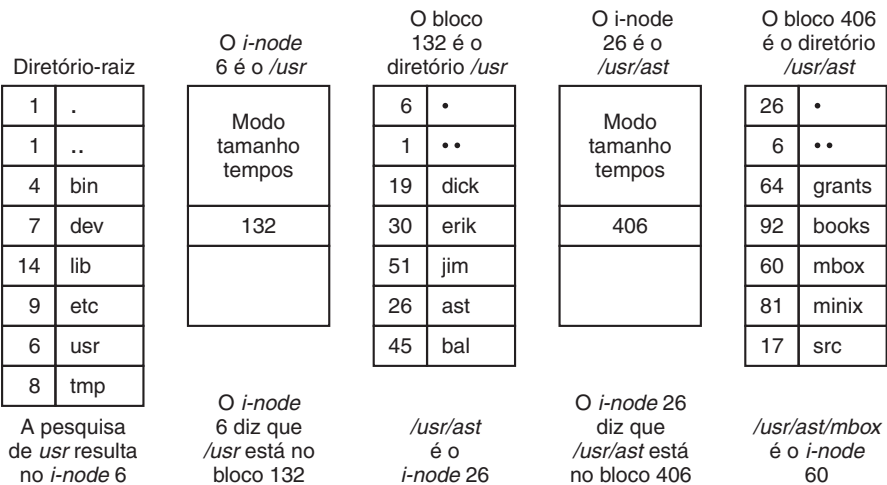 Diretório-raiz
1 .
1 ..
4 bin
7 dev
14 lib
9 etc
6 usr
8 tmp
A pesquisa
de usr resulta
no i-node 6
O i-node
6 é o /usr
Modo
tamanho
tempos
132
O i-node
6 diz que
/usr está no
bloco 132
O bloco
132 é o
diretório /usr
6 •
1 ••
19 dick
30 erik
51 jim
26 ast
45 bal
/usr/ast
é o
i-node 26
O i-node
26 é o
/usr/ast
Modo
tamanho
tempos
406
O i-node 26
diz que
/usr/ast está
no bloco 406
O bloco 406
é o diretório
/usr/ast
26 •
6 ••
64 grants
92 books
60 mbox
81 minix
17 src
/usr/ast/mbox
é o i-node
60